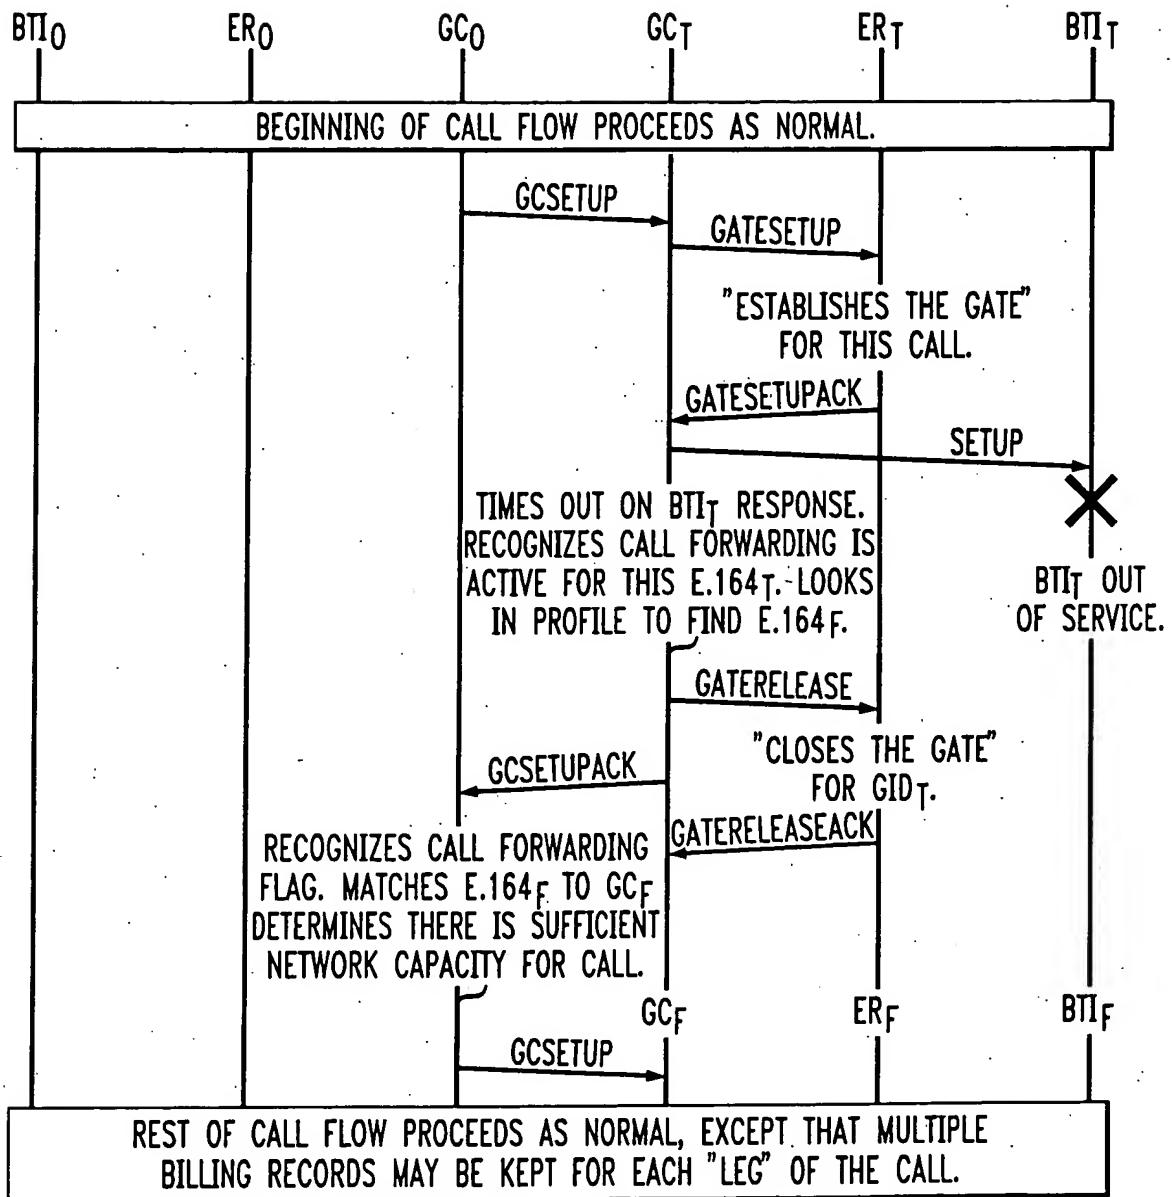 BTIO ERO GCO GCT ERT BTIT
BEGINNING OF CALL FLOW PROCEEDS AS NORMAL.
GCSETUP
GATESETUP
"ESTABLISHES THE GATE"
FOR THIS CALL.
GATESETUPACK
SETUP
TIMES OUT ON BTIT RESPONSE.
RECOGNIZES CALL FORWARDING IS
ACTIVE FOR THIS E.164T. LOOKS
IN PROFILE TO FIND E.164F.
BTIT OUT
OF SERVICE.
GATERELEASE
"CLOSES THE GATE"
FOR GIDT.
GCSETUPACK
GATERELEASEACK
RECOGNIZES CALL FORWARDING
FLAG. MATCHES E.164F TO GCF
DETERMINES THERE IS SUFFICIENT
NETWORK CAPACITY FOR CALL.
GCF ERF BTIF
GCSETUP
REST OF CALL FLOW PROCEEDS AS NORMAL, EXCEPT THAT MULTIPLE
BILLING RECORDS MAY BE KEPT FOR EACH "LEG" OF THE CALL.